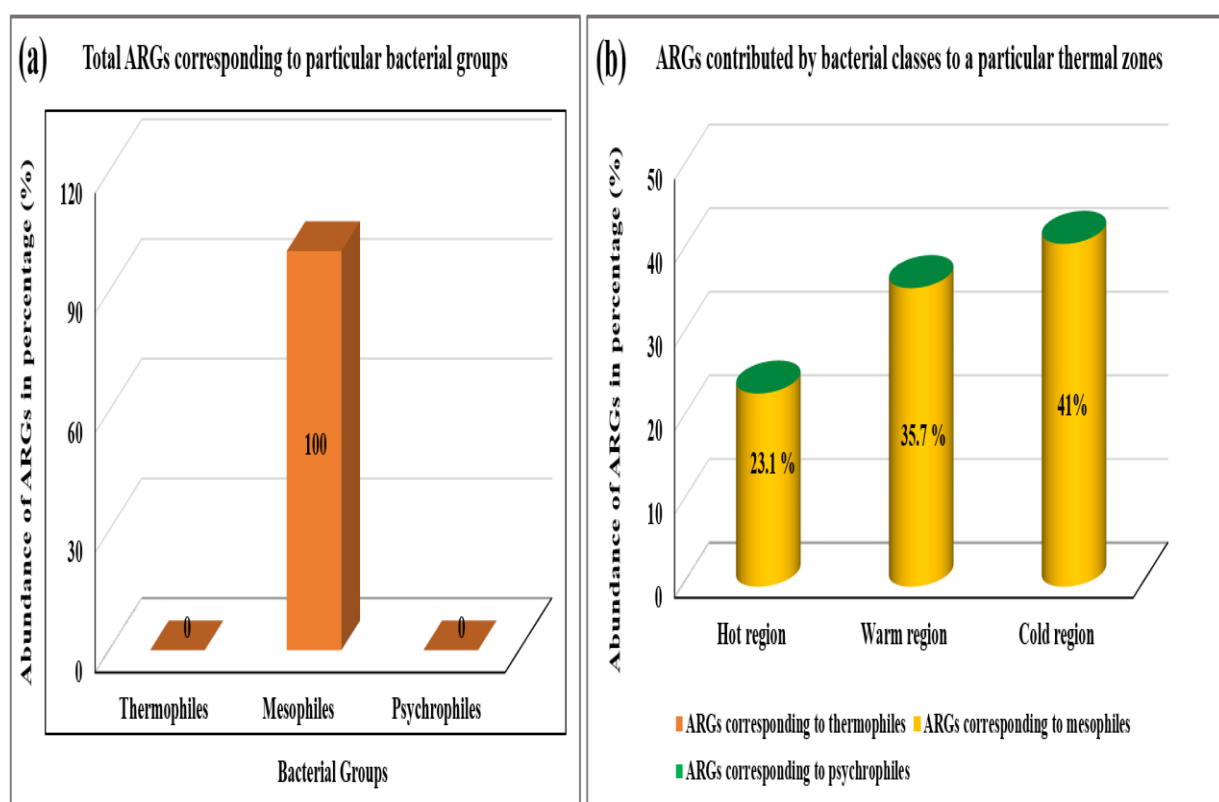 (a) Total ARGs corresponding to particular bacterial groups
Abundance of ARGs in percentage (%)
120
90
60
30
0
0
100
0
Thermophiles Mesophiles Psychrophiles
Bacterial Groups
(b) ARGs contributed by bacterial classes to a particular thermal zones
Abundance of ARGs in percentage (%)
50
40
30
20
10
0
23.1 %
35.7 %
41%
Hot region Warm region Cold region
ARGs corresponding to thermophiles ARGs corresponding to mesophiles
ARGs corresponding to psychrophiles